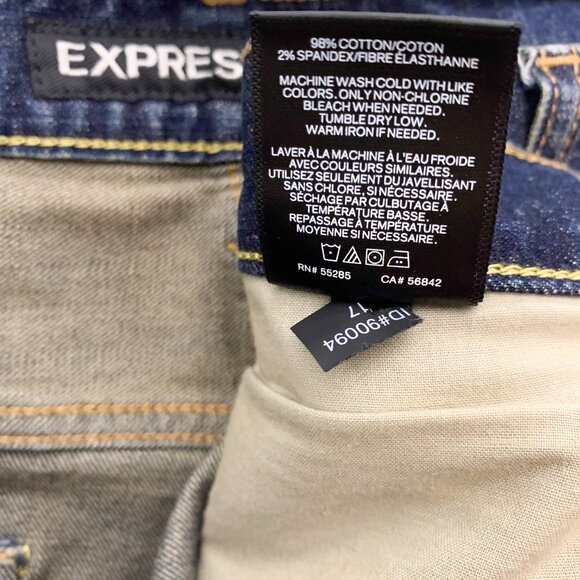 EXPRES
98% COTTON/COTON
2% SPANDEX/FIBRE ÉLASTHANNE
MACHINE WASH COLD WITH LIKE
COLORS. ONLY NON-CHLORINE
BLEACH WHEN NEEDED.
TUMBLE DRY LOW.
WARM IRON IF NEEDED.
LAVER À LA MACHINE À L'EAU FROIDE
AVEC COULEURS SIMILAIRES.
UTILISEZ SEULEMENT DU JAVELLISANT
SANS CHLORE, SI NÉCESSAIRE.
SÉCHAGE PAR CULBUTAGE À
TEMPÉRATURE BASSE.
REPASSAGE À TEMPÉRATURE
MOYENNE SI NÉCESSAIRE.
RN# 55285 CA# 56842
ID#90094
17